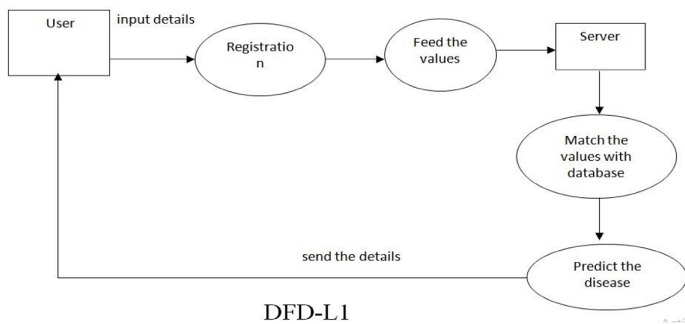 User
input details
Registratio
n
Feed the
values
Server
Match the
values with
database
send the details
Predict the
disease
DFD-L1